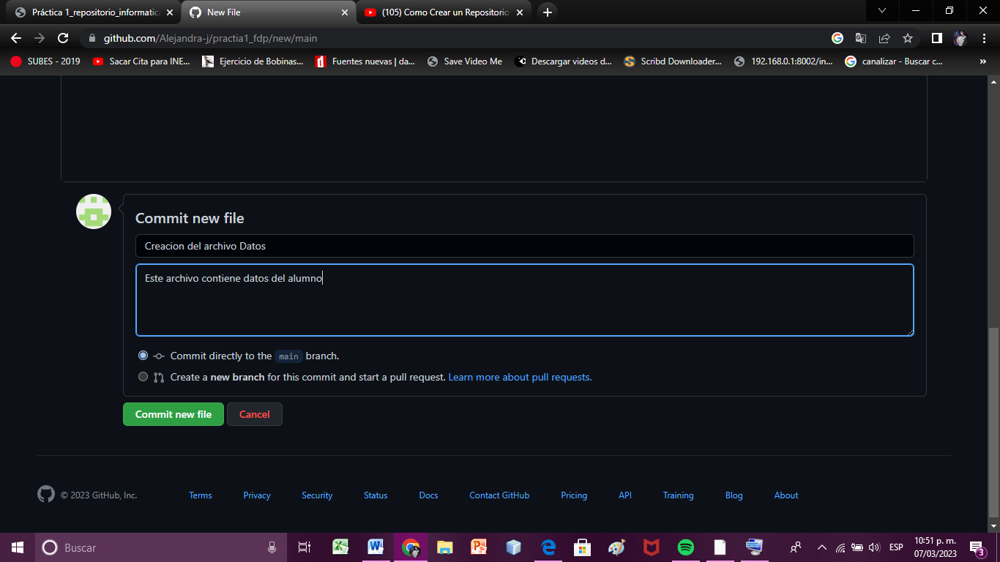 Práctica 1_repositorio_informatica
New File
(105) Como Crear un Repositorio
github.com/Alejandra-j/practia1_fdp/new/main
SUBES - 2019
Sacar Cita para INE...
Ejercicio de Bobinas...
Fuentes nuevas | da...
Save Video Me
Descargar videos d...
Scribd Downloader...
192.168.0.1:8002/in...
canalizar - Buscar c...
»
Commit new file
Creacion del archivo Datos
Este archivo contiene datos del alumno
Commit directly to the main branch.
Create a new branch for this commit and start a pull request. Learn more about pull requests.
Commit new file
Cancel
© 2023 GitHub, Inc.
Terms
Privacy
Security
Status
Docs
Contact GitHub
Pricing
API
Training
Blog
About
Buscar
ESP
10:51 p. m.
07/03/2023
3